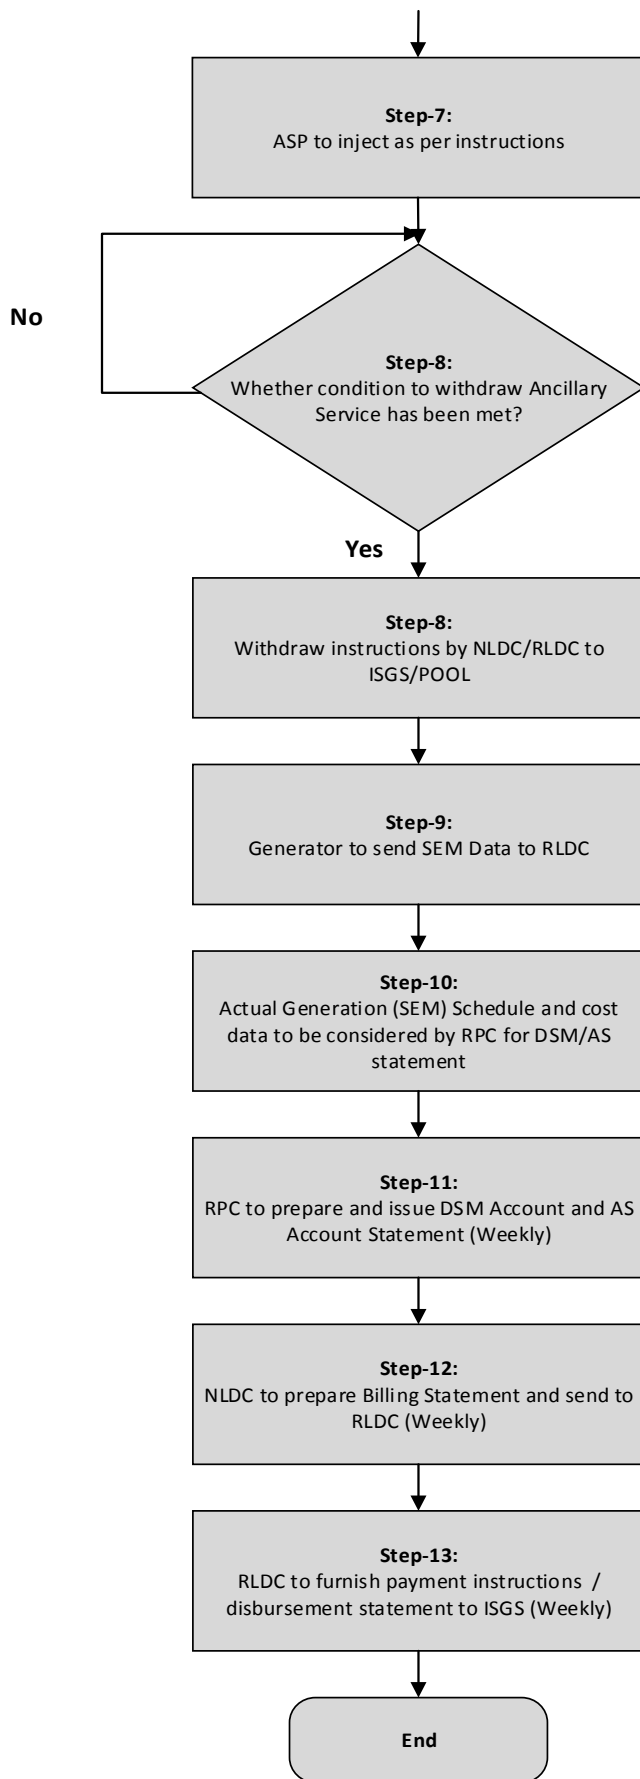 Step-7:
ASP to inject as per instructions
No
Step-8:
Whether condition to withdraw Ancillary
Service has been met?
Yes
Step-8:
Withdraw instructions by NLDC/RLDC to
ISGS/POOL
Step-9:
Generator to send SEM Data to RLDC
Step-10:
Actual Generation (SEM) Schedule and cost
data to be considered by RPC for DSM/AS
statement
Step-11:
RPC to prepare and issue DSM Account and AS
Account Statement (Weekly)
Step-12:
NLDC to prepare Billing Statement and send to
RLDC (Weekly)
Step-13:
RLDC to furnish payment instructions /
disbursement statement to ISGS (Weekly)
End